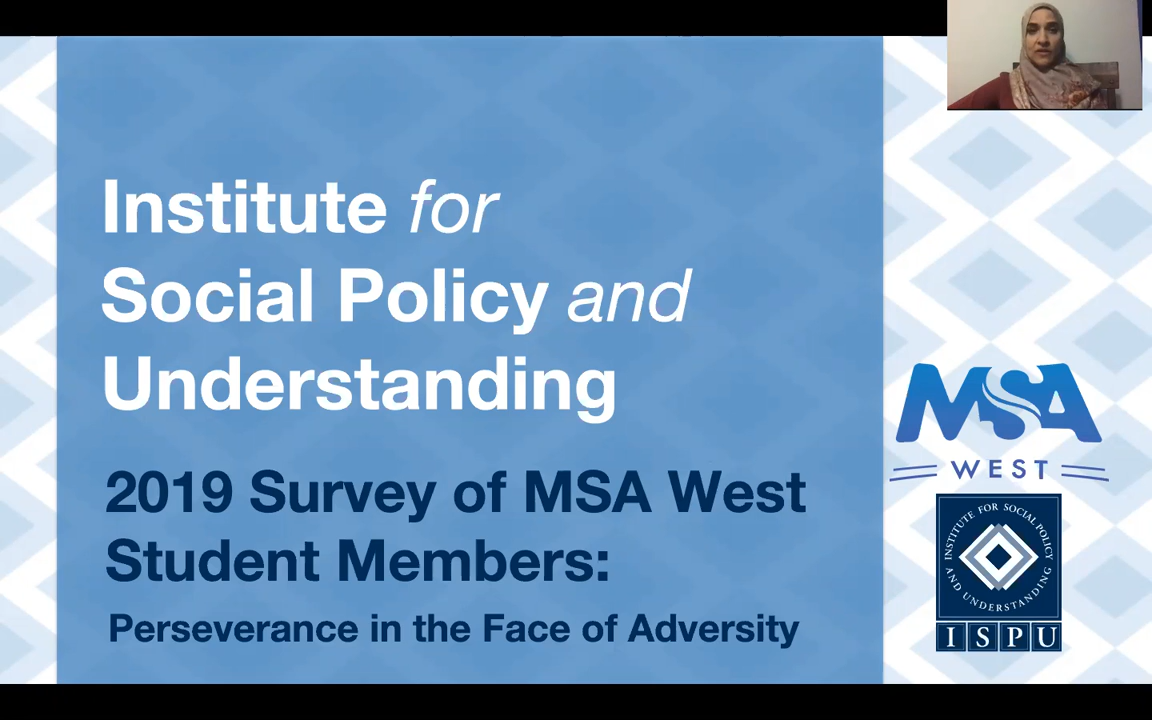 Institute for
Social Policy and
Understanding
2019 Survey of MSA West
Student Members:
Perseverance in the Face of Adversity
MSA
WEST
INSTITUTE FOR SOCIAL POLICY
AND UNDERSTANDING
ISPU